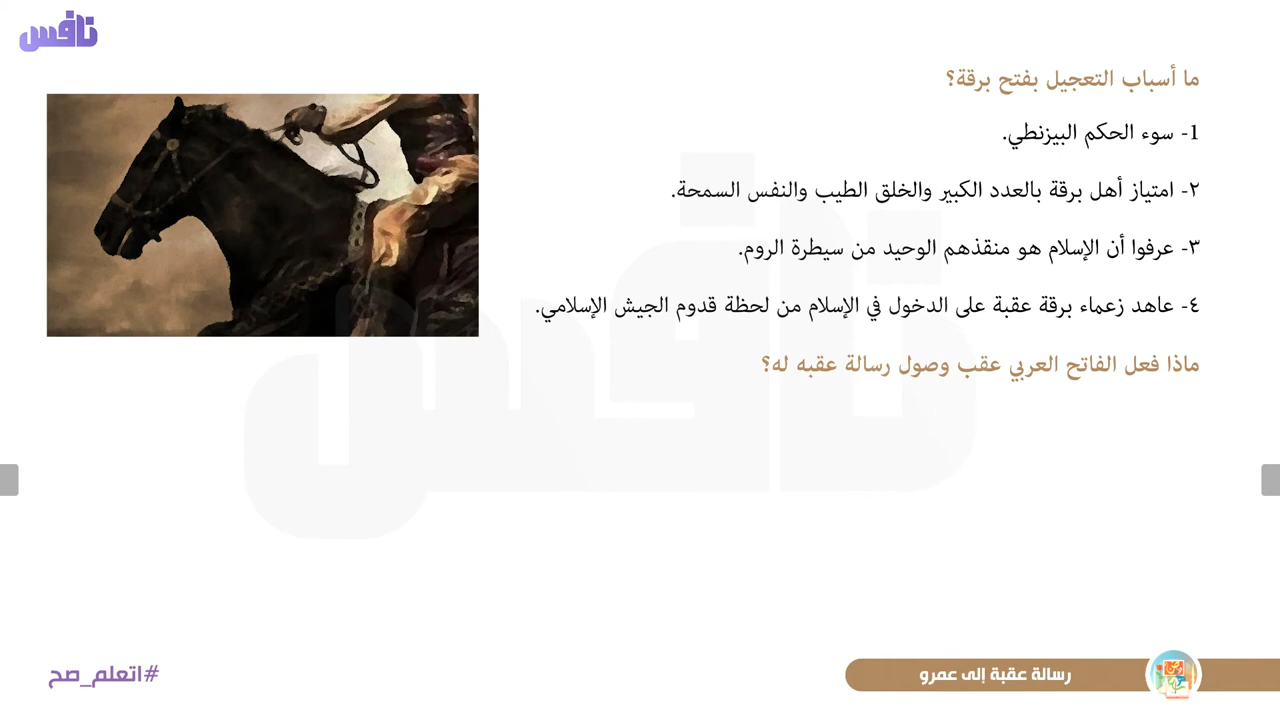 نافس
ما أسباب التعجيل بفتح برقة؟
1- سوء الحكم البيزنطي.
٢- امتياز أهل برقة بالعدد الكبير والخلق الطيب والنفس السمحة.
٣- عرفوا أن الإسلام هو منقذهم الوحيد من سيطرة الروم.
٤- عاهد زعماء برقة عقبة على الدخول في الإسلام من لحظة قدوم الجيش الإسلامي.
ماذا فعل الفاتح العربي عقب وصول رسالة عقبه له؟
نافس
رسالة عقبة إلى عمرو
#اتعلم_صح